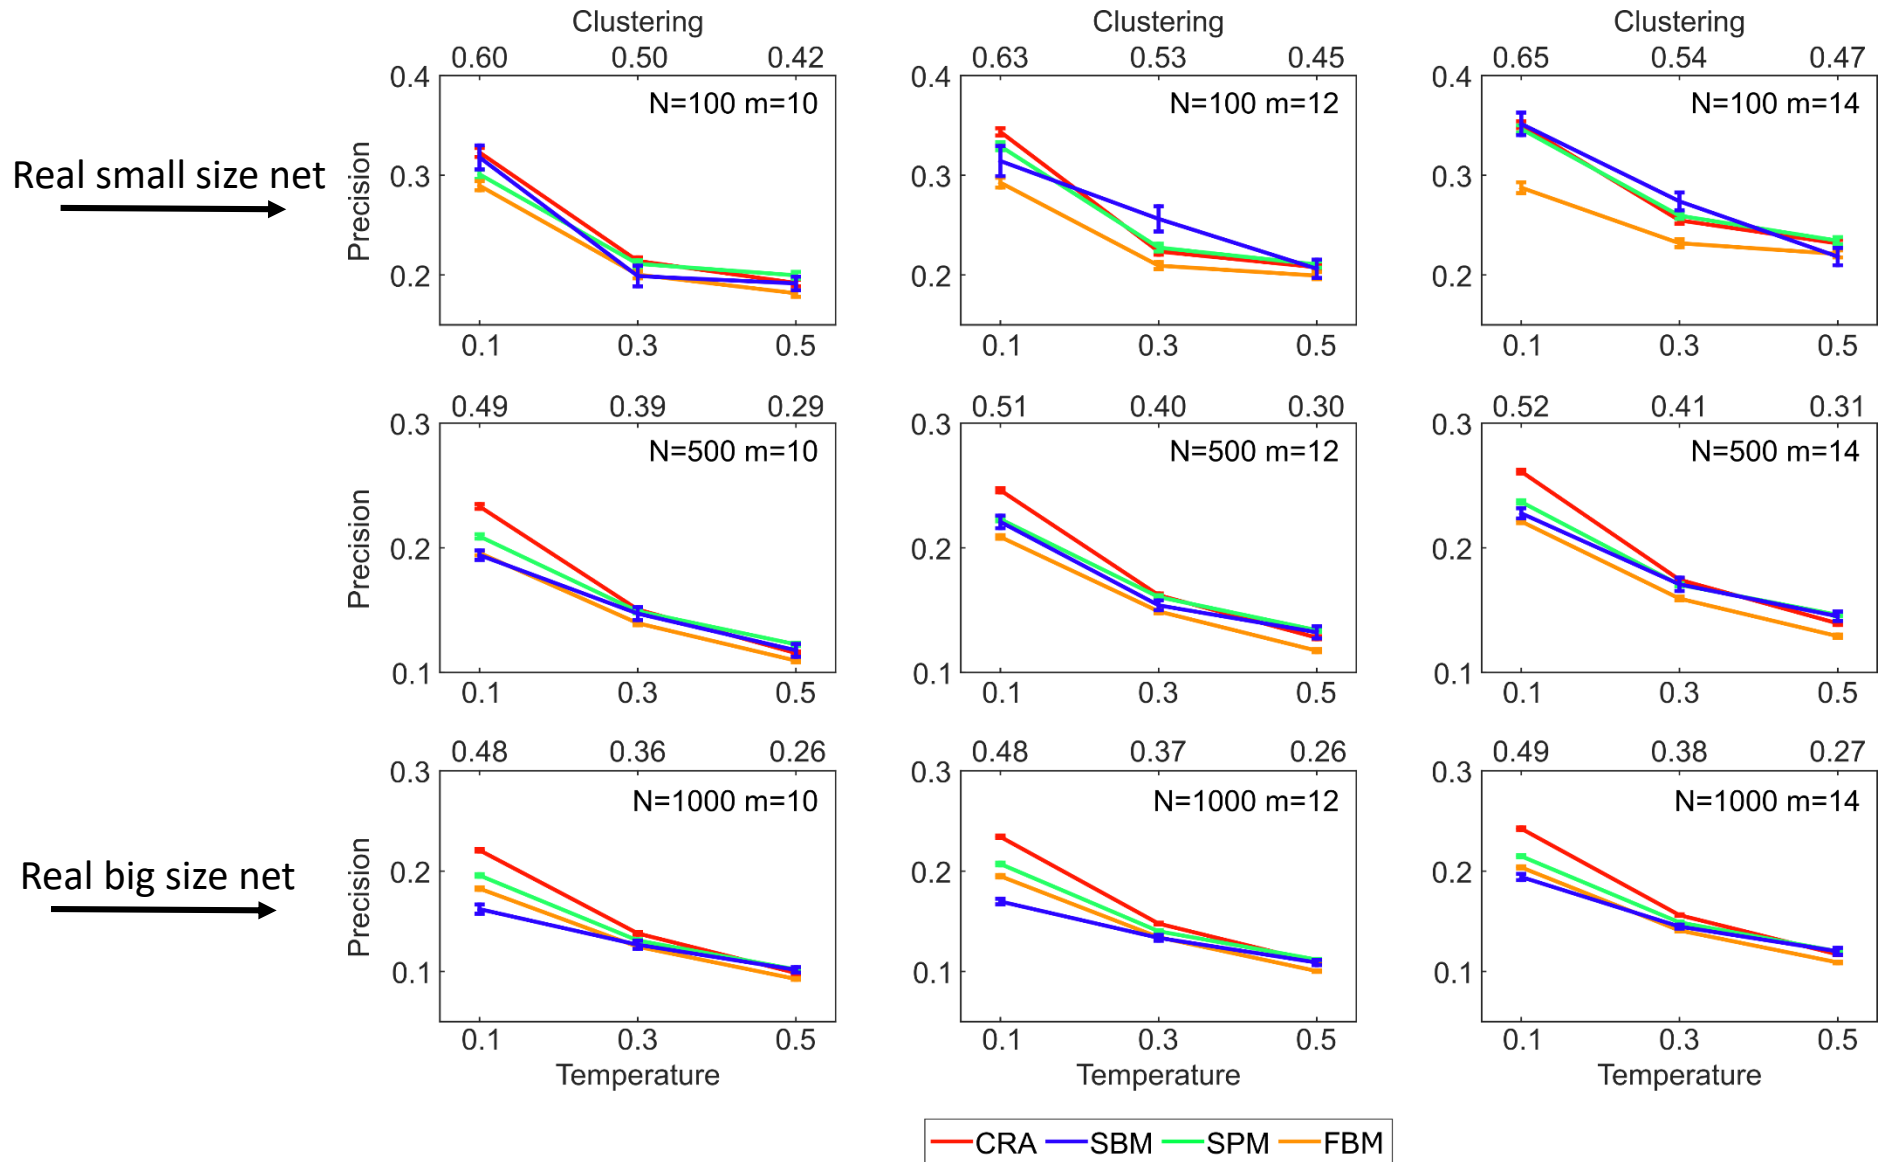 Clustering Clustering Clustering
0.60 0.50 0.42 0.63 0.53 0.45 0.65 0.54 0.47
0.4 0.4 0.4
N=100 m=10 N=100 m=12 N=100 m=14
Real small size net
Precision
0.3 0.3 0.3
0.2 0.2 0.2
0.1 0.3 0.5 0.1 0.3 0.5 0.1 0.3 0.5
0.49 0.39 0.29 0.51 0.40 0.30 0.52 0.41 0.31
0.3 0.3 0.3
N=500 m=10 N=500 m=12 N=500 m=14
Precision
0.2 0.2 0.2
0.1 0.1 0.1
0.1 0.3 0.5 0.1 0.3 0.5 0.1 0.3 0.5
0.48 0.36 0.26 0.48 0.37 0.26 0.49 0.38 0.27
0.3 0.3 0.3
N=1000 m=10 N=1000 m=12 N=1000 m=14
Real big size net
Precision
0.2 0.2 0.2
0.1 0.1 0.1
0.1 0.3 0.5 0.1 0.3 0.5 0.1 0.3 0.5
Temperature Temperature Temperature
CRA SBM SPM FBM